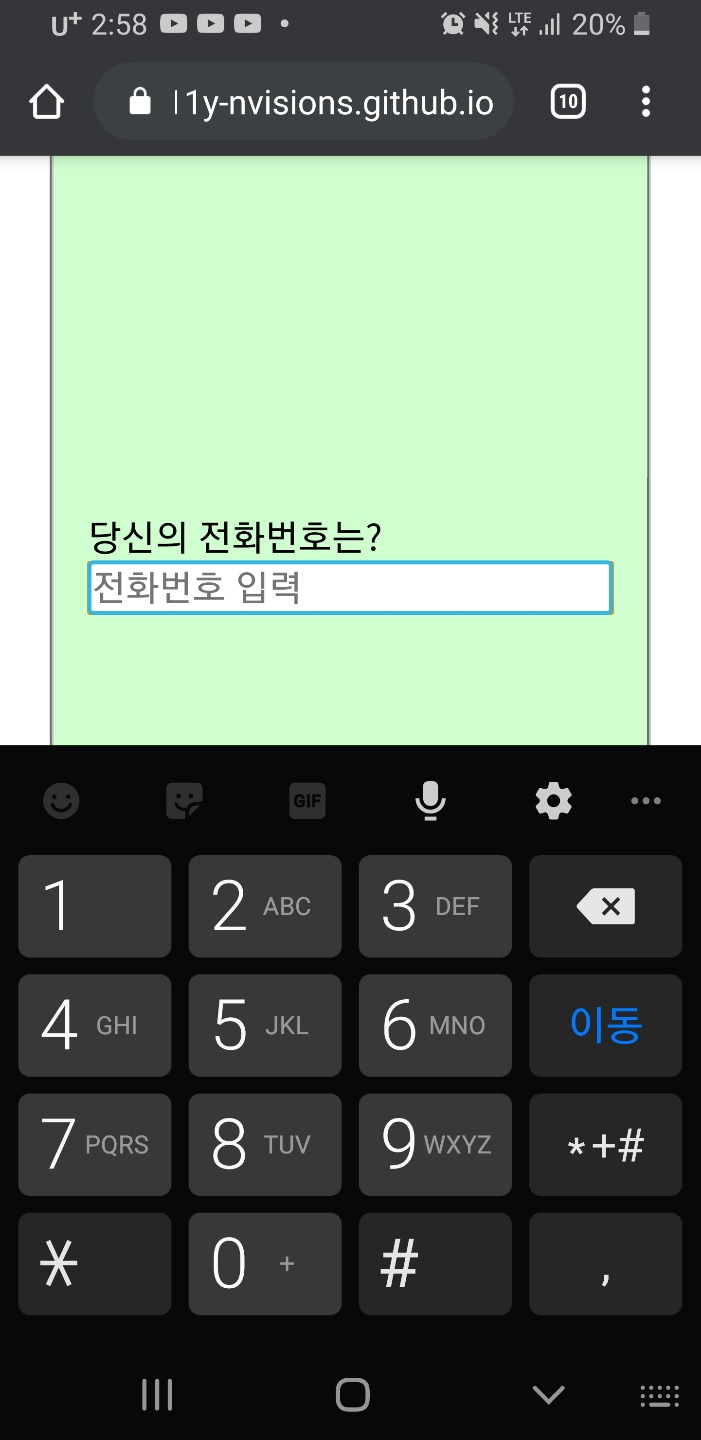 U+ 2:58 LTE 20%
l1y-nvisions.github.io 10
당신의 전화번호는?
전화번호 입력
GIF
1 2 ABC 3 DEF
4 GHI 5 JKL 6 MNO 이동
7 PQRS 8 TUV 9 WXYZ *+#
* 0 + # ,